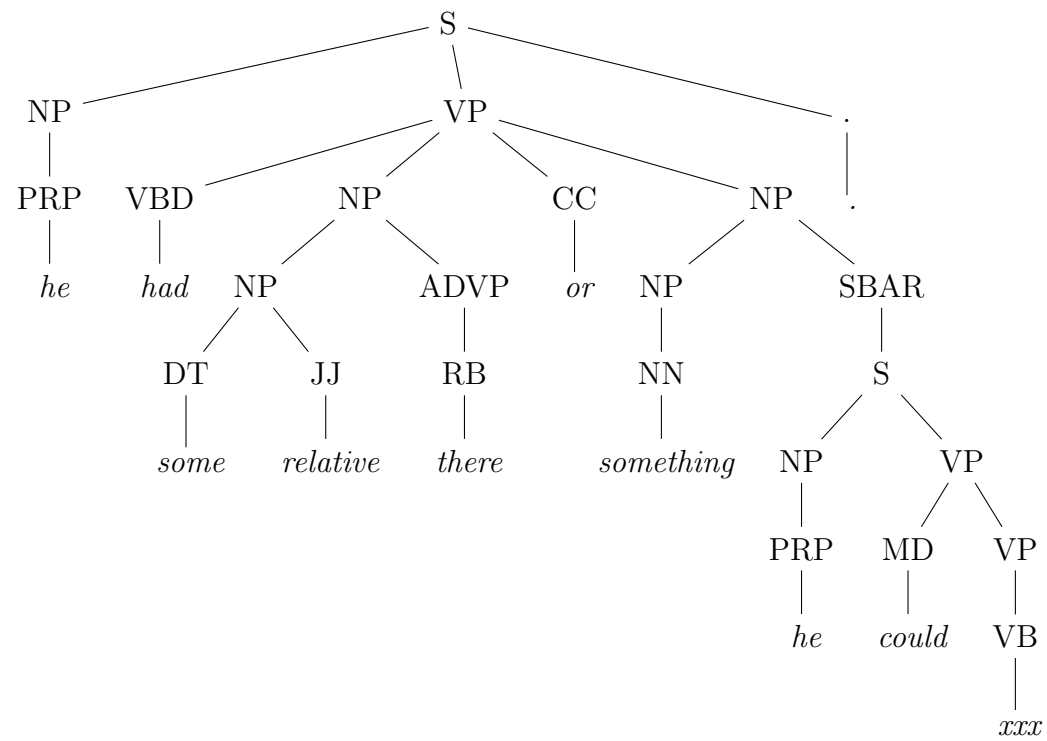 S
NP VP .
PRP VBD NP CC NP .
he had NP ADVP or NP SBAR
DT JJ RB NN S
some relative there something NP VP
PRP MD VP
he could VB
xxx